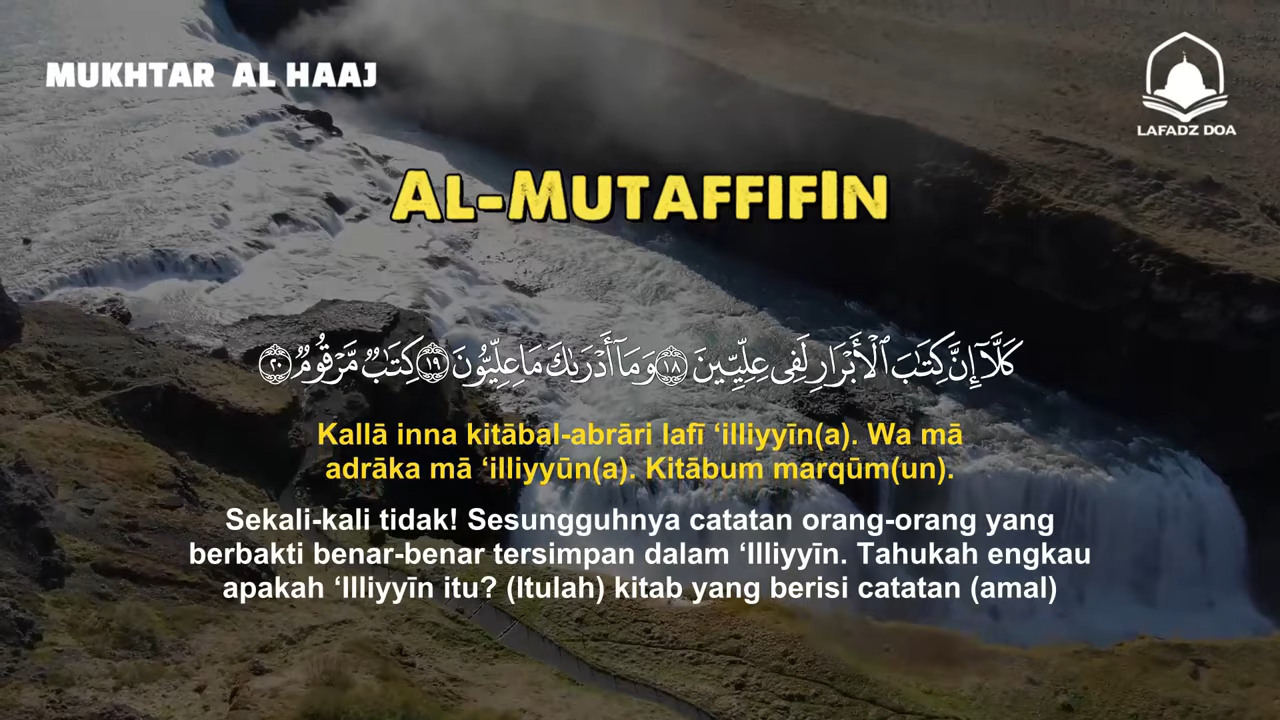 MUKHTAR AL HAAJ
LAFADZ DOA
AL-MUTAFFIFIN
كَلَّآ إِنَّ كِتَٰبَ ٱلْأَبْرَارِ لَفِى عِلِّيِّينَ ١٨ وَمَآ أَدْرَىٰكَ مَا عِلِّيُّونَ ١٩ كِتَٰبٌ مَّرْقُومٌ ٢٠
Kallā inna kitābal-abrāri lafī ‘illiyyīn(a). Wa mā
adrāka mā ‘illiyyūn(a). Kitābum marqūm(un).
Sekali-kali tidak! Sesungguhnya catatan orang-orang yang
berbakti benar-benar tersimpan dalam ‘Illiyyīn. Tahukah engkau
apakah ‘Illiyyīn itu? (Itulah) kitab yang berisi catatan (amal)